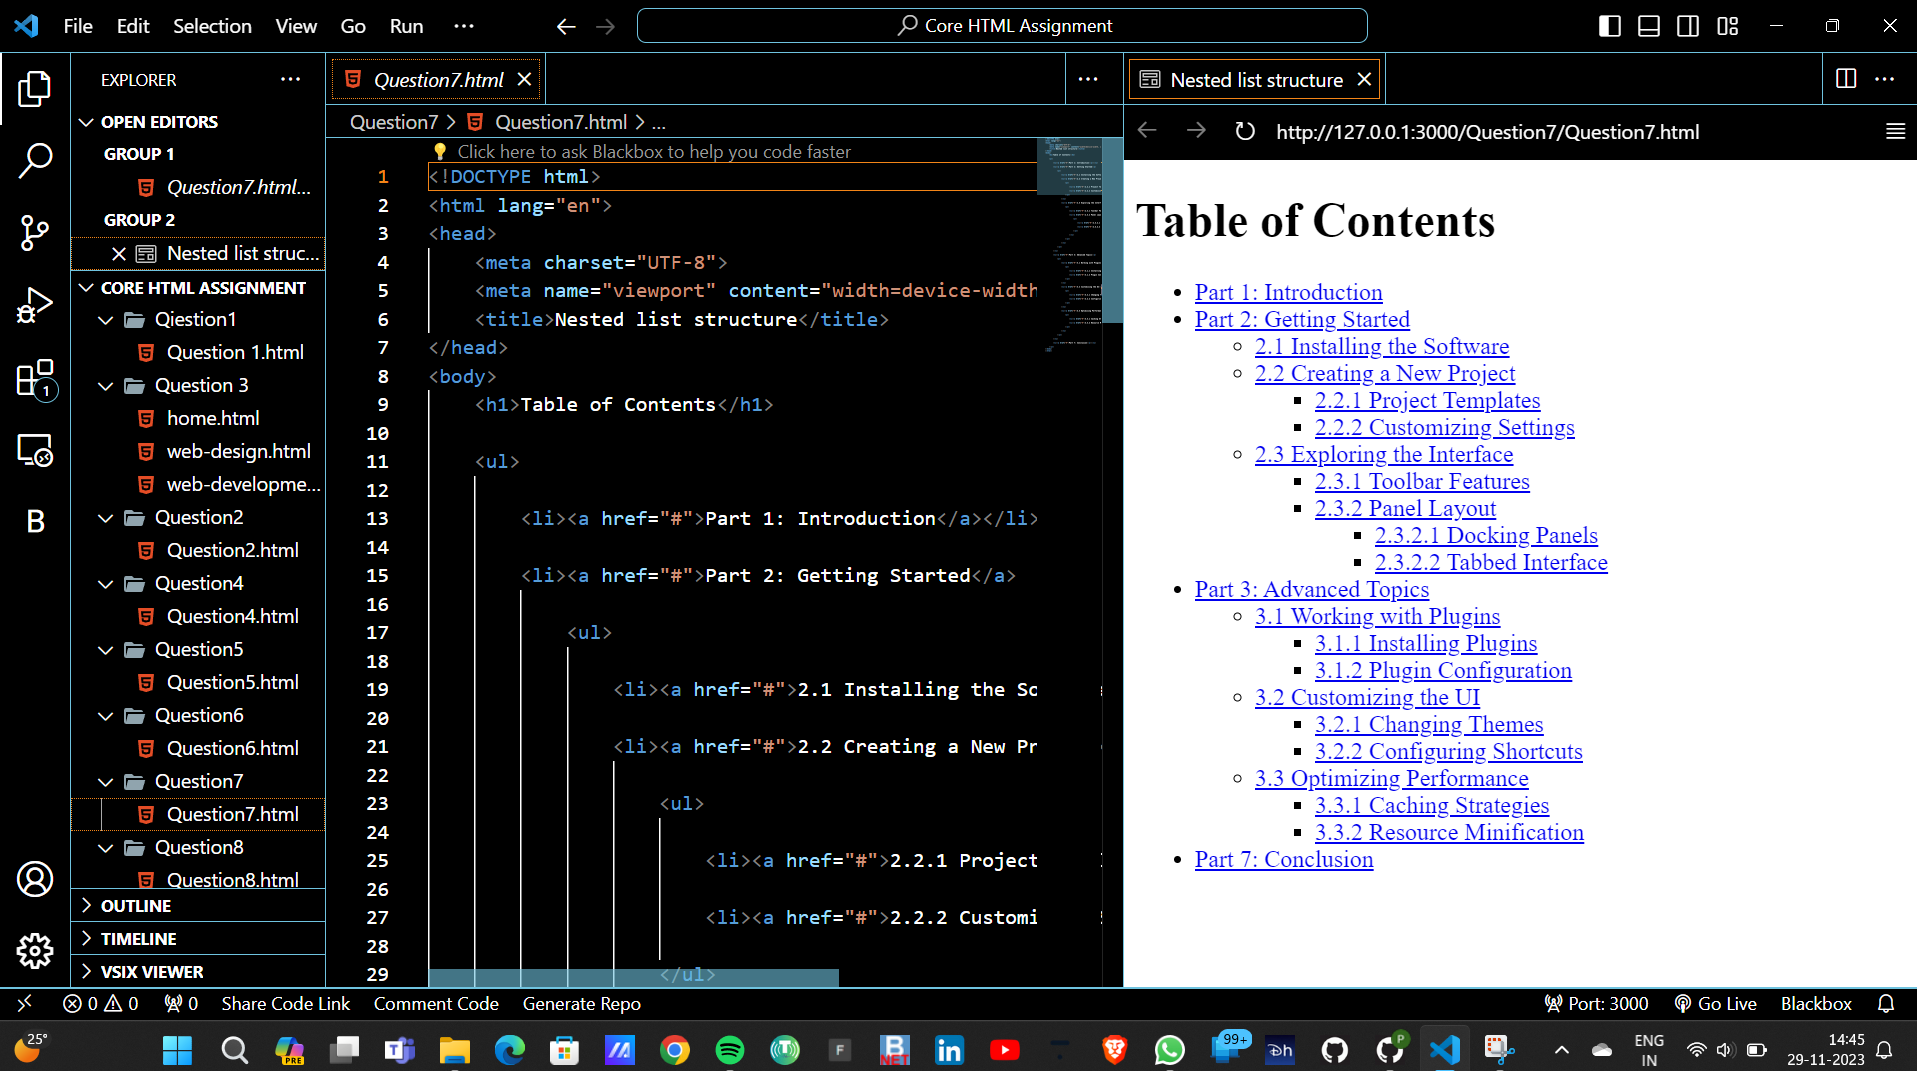 File Edit Selection View Go Run ...
Core HTML Assignment
EXPLORER
OPEN EDITORS
GROUP 1
Question7.html...
GROUP 2
Nested list struc...
CORE HTML ASSIGNMENT
Qiestion1
Question 1.html
Question 3
home.html
web-design.html
web-developme...
Question2
Question2.html
Question4
Question4.html
Question5
Question5.html
Question6
Question6.html
Question7
Question7.html
Question8
Question8.html
OUTLINE
TIMELINE
VSIX VIEWER
1
B
Question7.html
Question7 > Question7.html > ...
Click here to ask Blackbox to help you code faster
1 <!DOCTYPE html>
2 <html lang="en">
3 <head>
4 <meta charset="UTF-8">
5 <meta name="viewport" content="width=device-width
6 <title>Nested list structure</title>
7 </head>
8 <body>
9 <h1>Table of Contents</h1>
10
11 <ul>
12
13 <li><a href="#">Part 1: Introduction</a></li>
14
15 <li><a href="#">Part 2: Getting Started</a>
16
17 <ul>
18
19 <li><a href="#">2.1 Installing the So
20
21 <li><a href="#">2.2 Creating a New Pr
22
23 <ul>
24
25 <li><a href="#">2.2.1 Project
26
27 <li><a href="#">2.2.2 Customi
28
29 </ul>
Nested list structure
http://127.0.0.1:3000/Question7/Question7.html
Table of Contents
Part 1: Introduction
Part 2: Getting Started
2.1 Installing the Software
2.2 Creating a New Project
2.2.1 Project Templates
2.2.2 Customizing Settings
2.3 Exploring the Interface
2.3.1 Toolbar Features
2.3.2 Panel Layout
2.3.2.1 Docking Panels
2.3.2.2 Tabbed Interface
Part 3: Advanced Topics
3.1 Working with Plugins
3.1.1 Installing Plugins
3.1.2 Plugin Configuration
3.2 Customizing the UI
3.2.1 Changing Themes
3.2.2 Configuring Shortcuts
3.3 Optimizing Performance
3.3.1 Caching Strategies
3.3.2 Resource Minification
Part 7: Conclusion
0 0 0 Share Code Link Comment Code Generate Repo Port: 3000 Go Live Blackbox
25° PRE F B NET in 99+ Dh P ENG 14:45
IN 29-11-2023